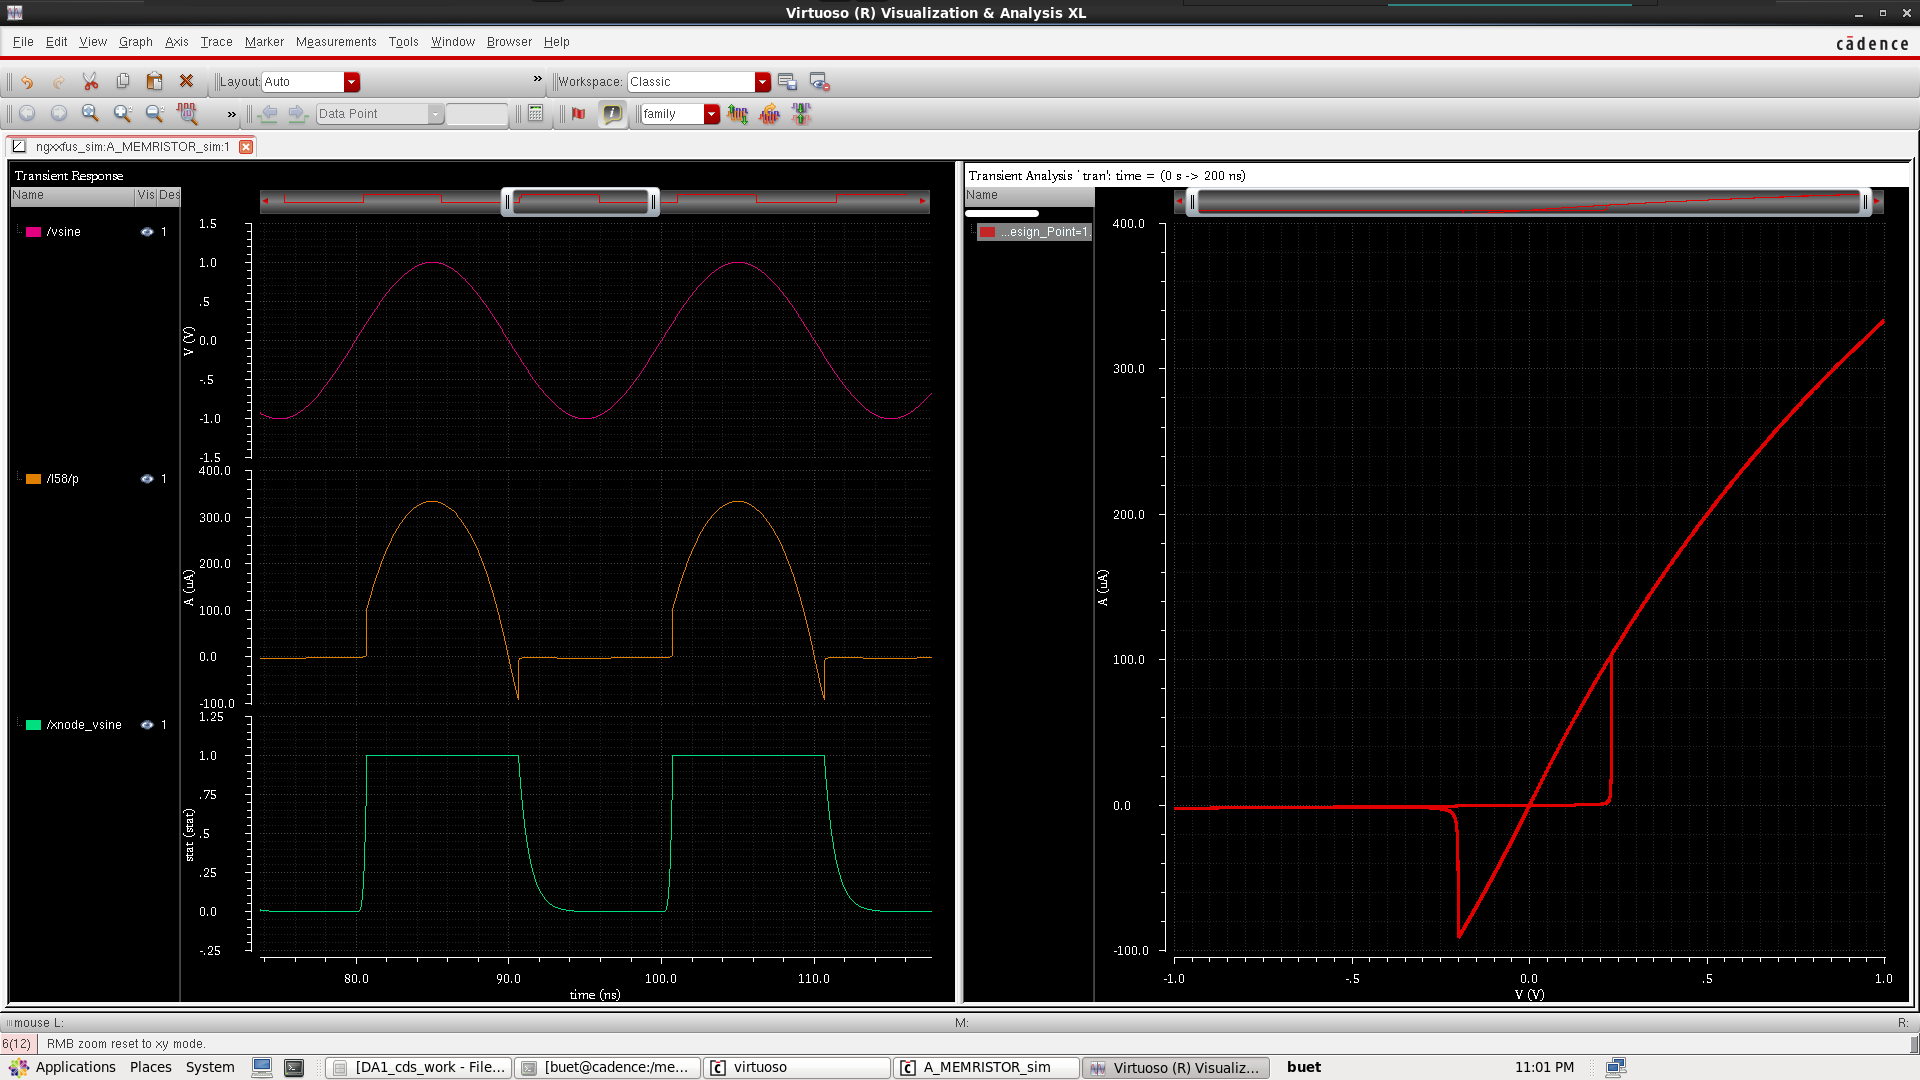 Virtuoso (R) Visualization & Analysis XL
File Edit View Graph Axis Trace Marker Measurements Tools Window Browser Help
cādence
Layout: Auto » Workspace: Classic
» Data Point family
ngxxfus_sim:A_MEMRISTOR_sim:1
Transient Response
Name Vis Des
/vsine 1
/I58/p 1
/xnode_vsine 1
1.5
1.0
.5
0.0
-.5
-1.0
-1.5
V (V)
400.0
300.0
200.0
100.0
0.0
-100.0
A (uA)
1.25
1.0
.75
.5
.25
0.0
-.25
stat (stat)
80.0 90.0 100.0 110.0
time (ns)
Transient Analysis `tran': time = (0 s -> 200 ns)
Name
...esign_Point=1.
400.0
300.0
200.0
100.0
0.0
-100.0
A (uA)
-1.0 -.5 0.0 .5 1.0
V (V)
mouse L: M: R:
6(12) RMB zoom reset to xy mode.
Applications Places System [DA1_cds_work - File... [buet@cadence:/me... virtuoso A_MEMRISTOR_sim Virtuoso (R) Visualiz... buet 11:01 PM